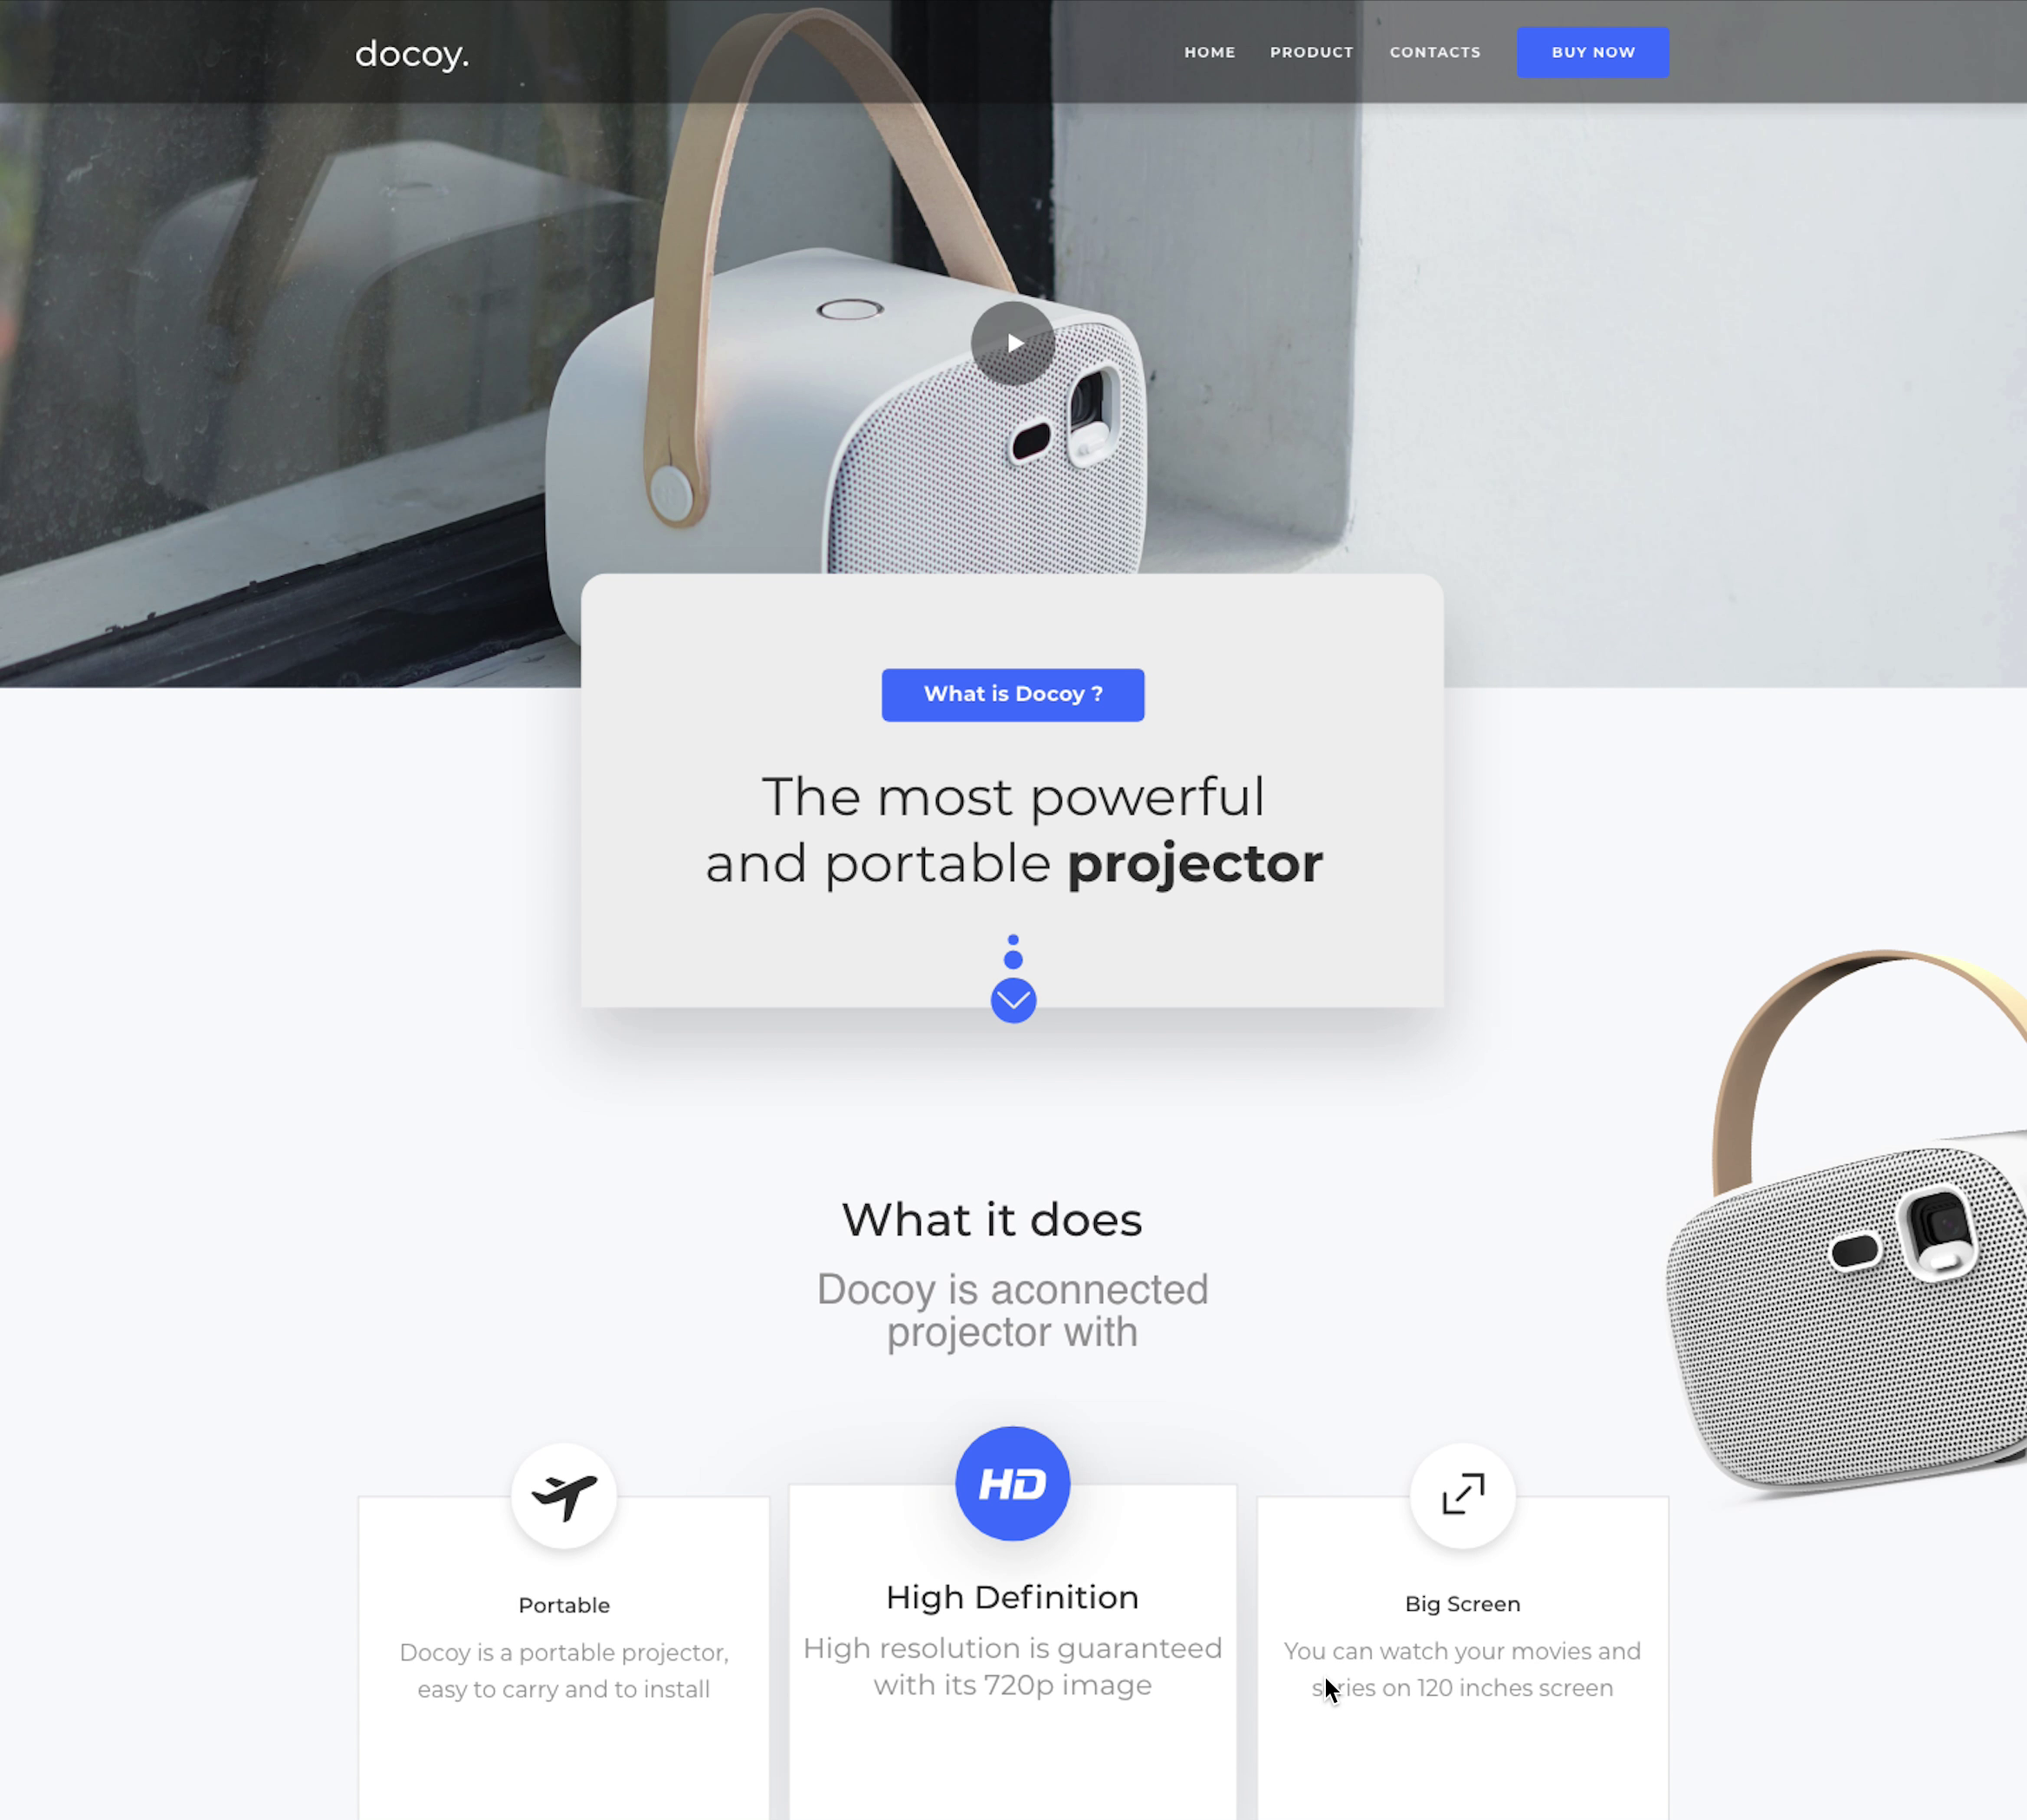 docoy.
HOME PRODUCT CONTACTS BUY NOW
What is Docoy ?
The most powerful
and portable projector
What it does
Docoy is aconnected
projector with
HD
Portable
Docoy is a portable projector,
easy to carry and to install
High Definition
High resolution is guaranteed
with its 720p image
Big Screen
You can watch your movies and
series on 120 inches screen